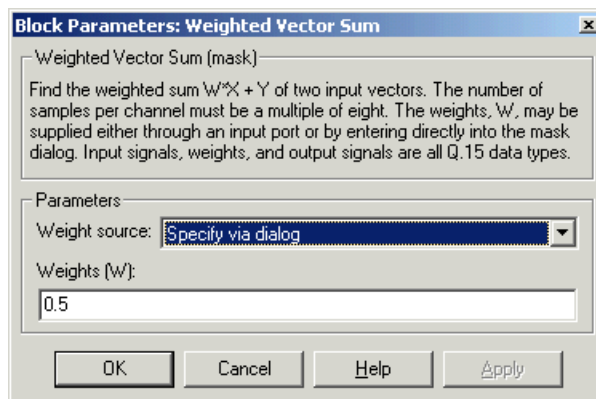 Block Parameters: Weighted Vector Sum
Weighted Vector Sum (mask)
Find the weighted sum W*X + Y of two input vectors. The number of
samples per channel must be a multiple of eight. The weights, W, may be
supplied either through an input port or by entering directly into the mask
dialog. Input signals, weights, and output signals are all Q.15 data types.
Parameters
Weight source: Specify via dialog
Weights (W):
0.5
OK Cancel Help Apply